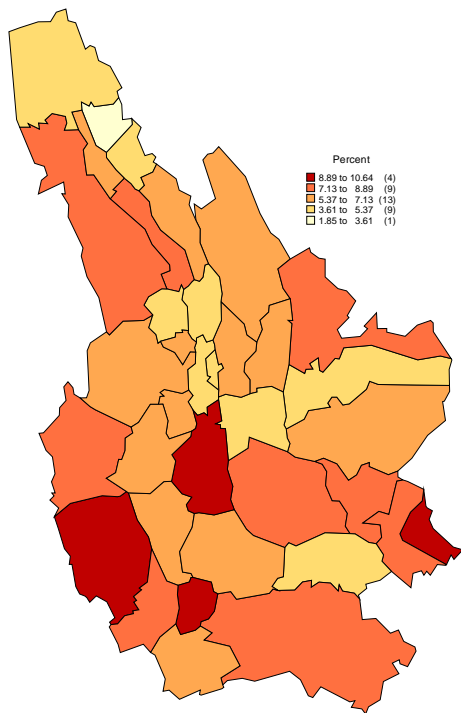 Percent
8.89 to 10.64 (4)
7.13 to 8.89 (9)
5.37 to 7.13 (13)
3.61 to 5.37 (9)
1.85 to 3.61 (1)